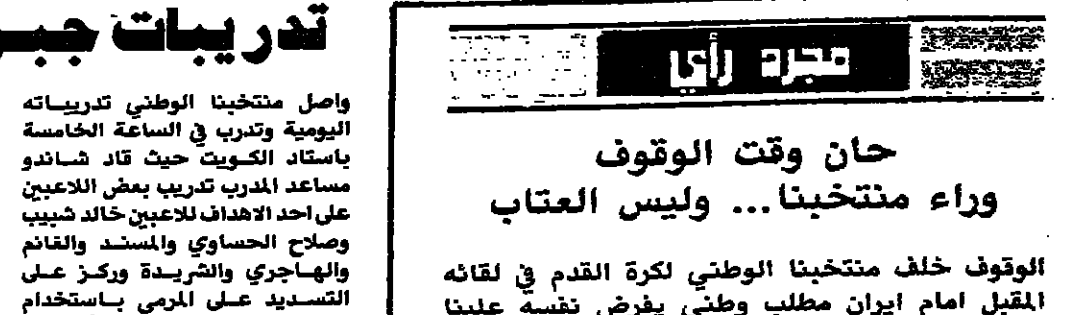 مجرد رأي
حان وقت الوقوف
وراء منتخبنا... وليس العتاب
الوقوف خلف منتخبنا الوطني لكرة القدم في لقائه
المقبل امام ايران مطلب وطني يفرض نفسه علينا
تدريبات
واصل منتخبنا الوطني تدريباته
اليومية وتدرب في الساعة الخامسة
باستاد الكويت حيث قاد شاندو
مساعد المدرب تدريب بعض اللاعبين
على احد الاهداف للاعبين خالد شبيب
وصلاح الحساوي والمسند والغانم
والهاجري والشريدة وركز على
التسديد على المرمى باستخدام